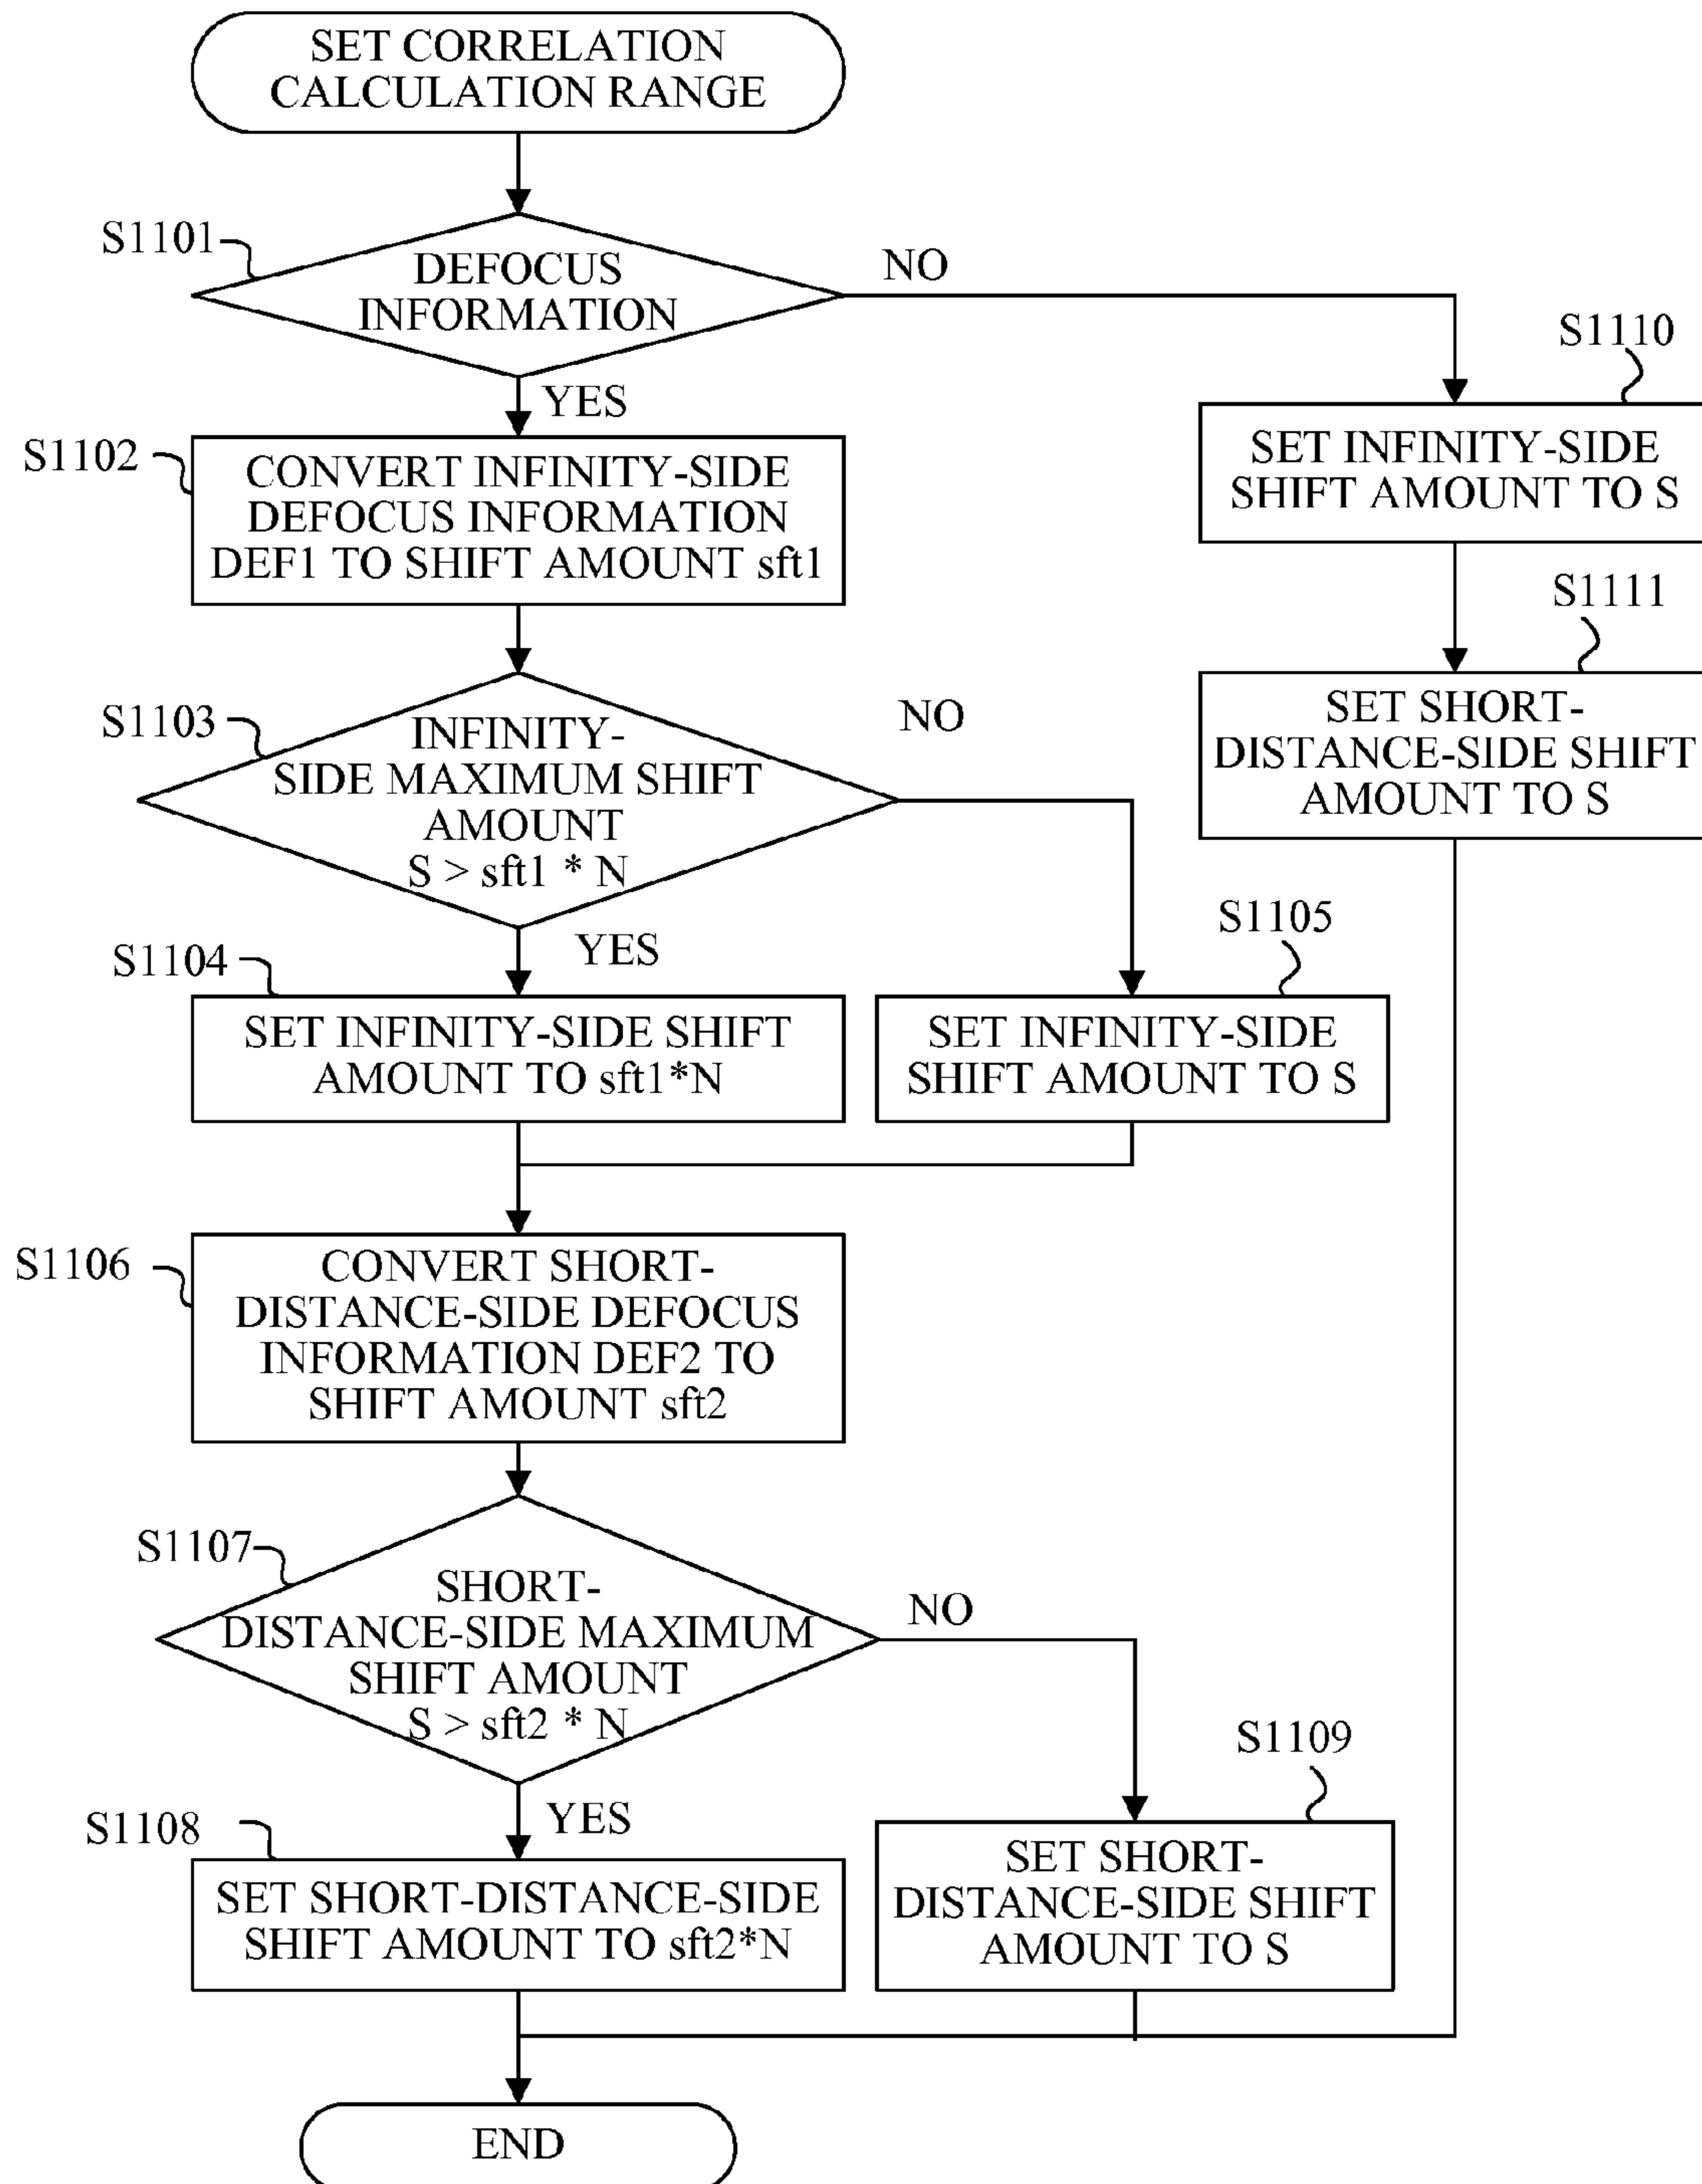 SET CORRELATION
CALCULATION RANGE
S1101
DEFOCUS
INFORMATION
NO
YES
S1110
SET INFINITY-SIDE
SHIFT AMOUNT TO S
S1102
CONVERT INFINITY-SIDE
DEFOCUS INFORMATION
DEF1 TO SHIFT AMOUNT sft1
S1111
SET SHORT-
DISTANCE-SIDE SHIFT
AMOUNT TO S
S1103
INFINITY-
SIDE MAXIMUM SHIFT
AMOUNT
S > sft1 * N
NO
YES
S1104
SET INFINITY-SIDE SHIFT
AMOUNT TO sft1*N
S1105
SET INFINITY-SIDE
SHIFT AMOUNT TO S
S1106
CONVERT SHORT-
DISTANCE-SIDE DEFOCUS
INFORMATION DEF2 TO
SHIFT AMOUNT sft2
S1107
SHORT-
DISTANCE-SIDE MAXIMUM
SHIFT AMOUNT
S > sft2 * N
NO
YES
S1108
SET SHORT-DISTANCE-SIDE
SHIFT AMOUNT TO sft2*N
S1109
SET SHORT-
DISTANCE-SIDE SHIFT
AMOUNT TO S
END